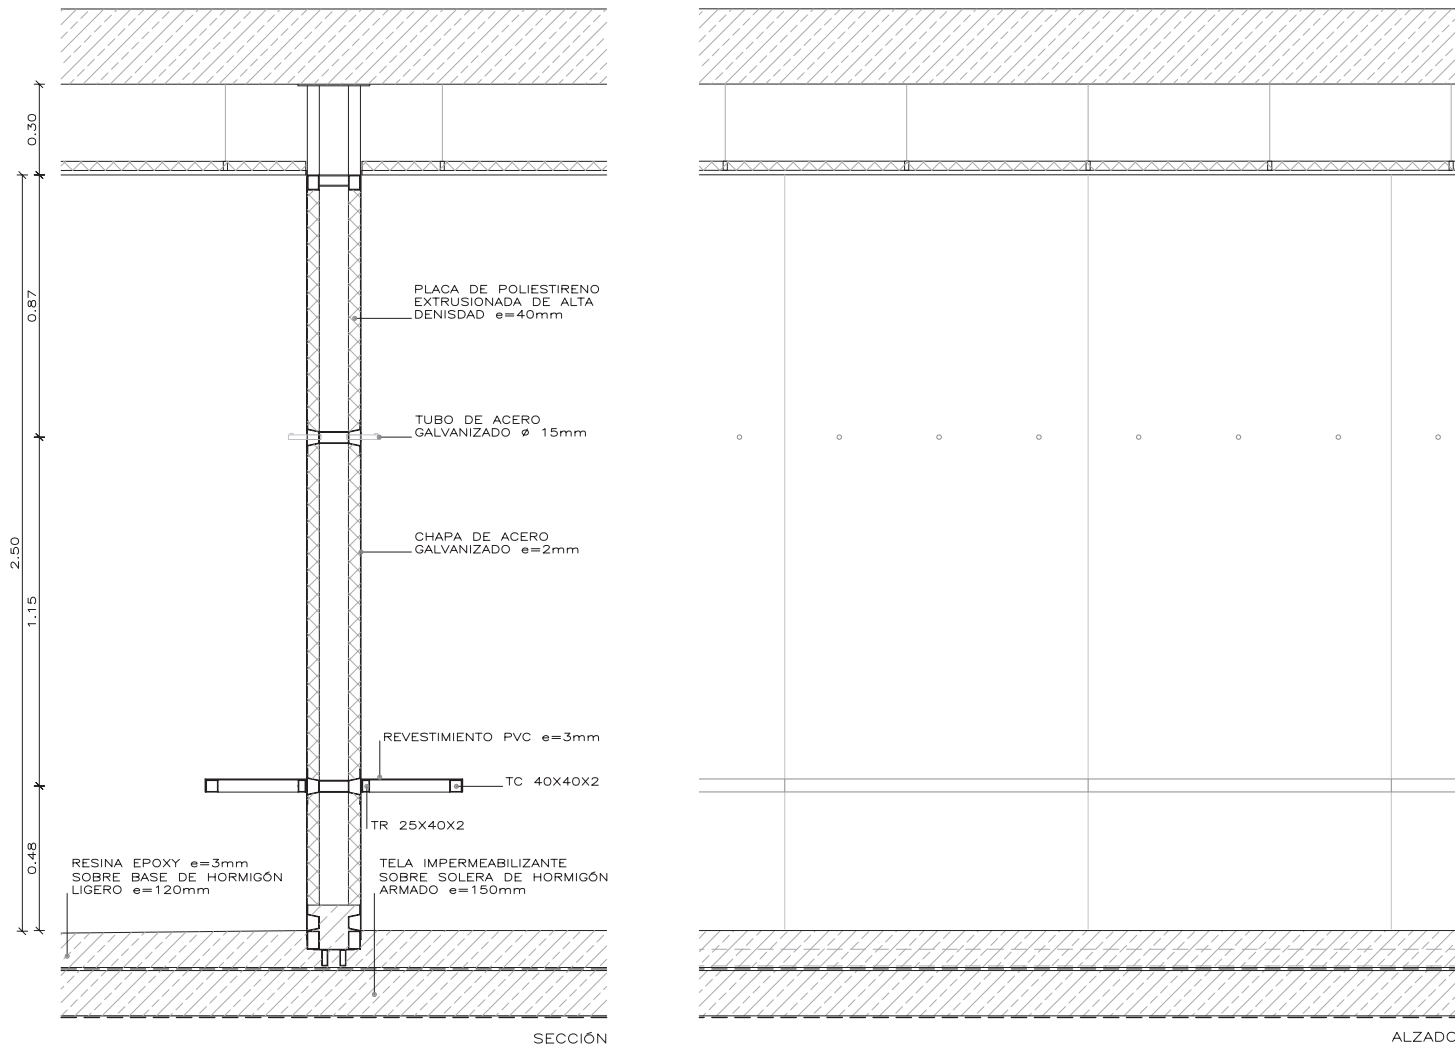 0.30
0.87
PLACA DE POLIESTIRENO
EXTRUSIONADA DE ALTA
DENISDAD e=40mm
TUBO DE ACERO
GALVANIZADO ø 15mm
CHAPA DE ACERO
GALVANIZADO e=2mm
2.50
1.15
REVESTIMIENTO PVC e=3mm
TC 40X40X2
TR 25X40X2
0.48
RESINA EPOXY e=3mm
SOBRE BASE DE HORMIGÓN
LIGERO e=120mm
TELA IMPERMEABILIZANTE
SOBRE SOLERA DE HORMIGÓN
ARMADO e=150mm
SECCIÓN
ALZADO